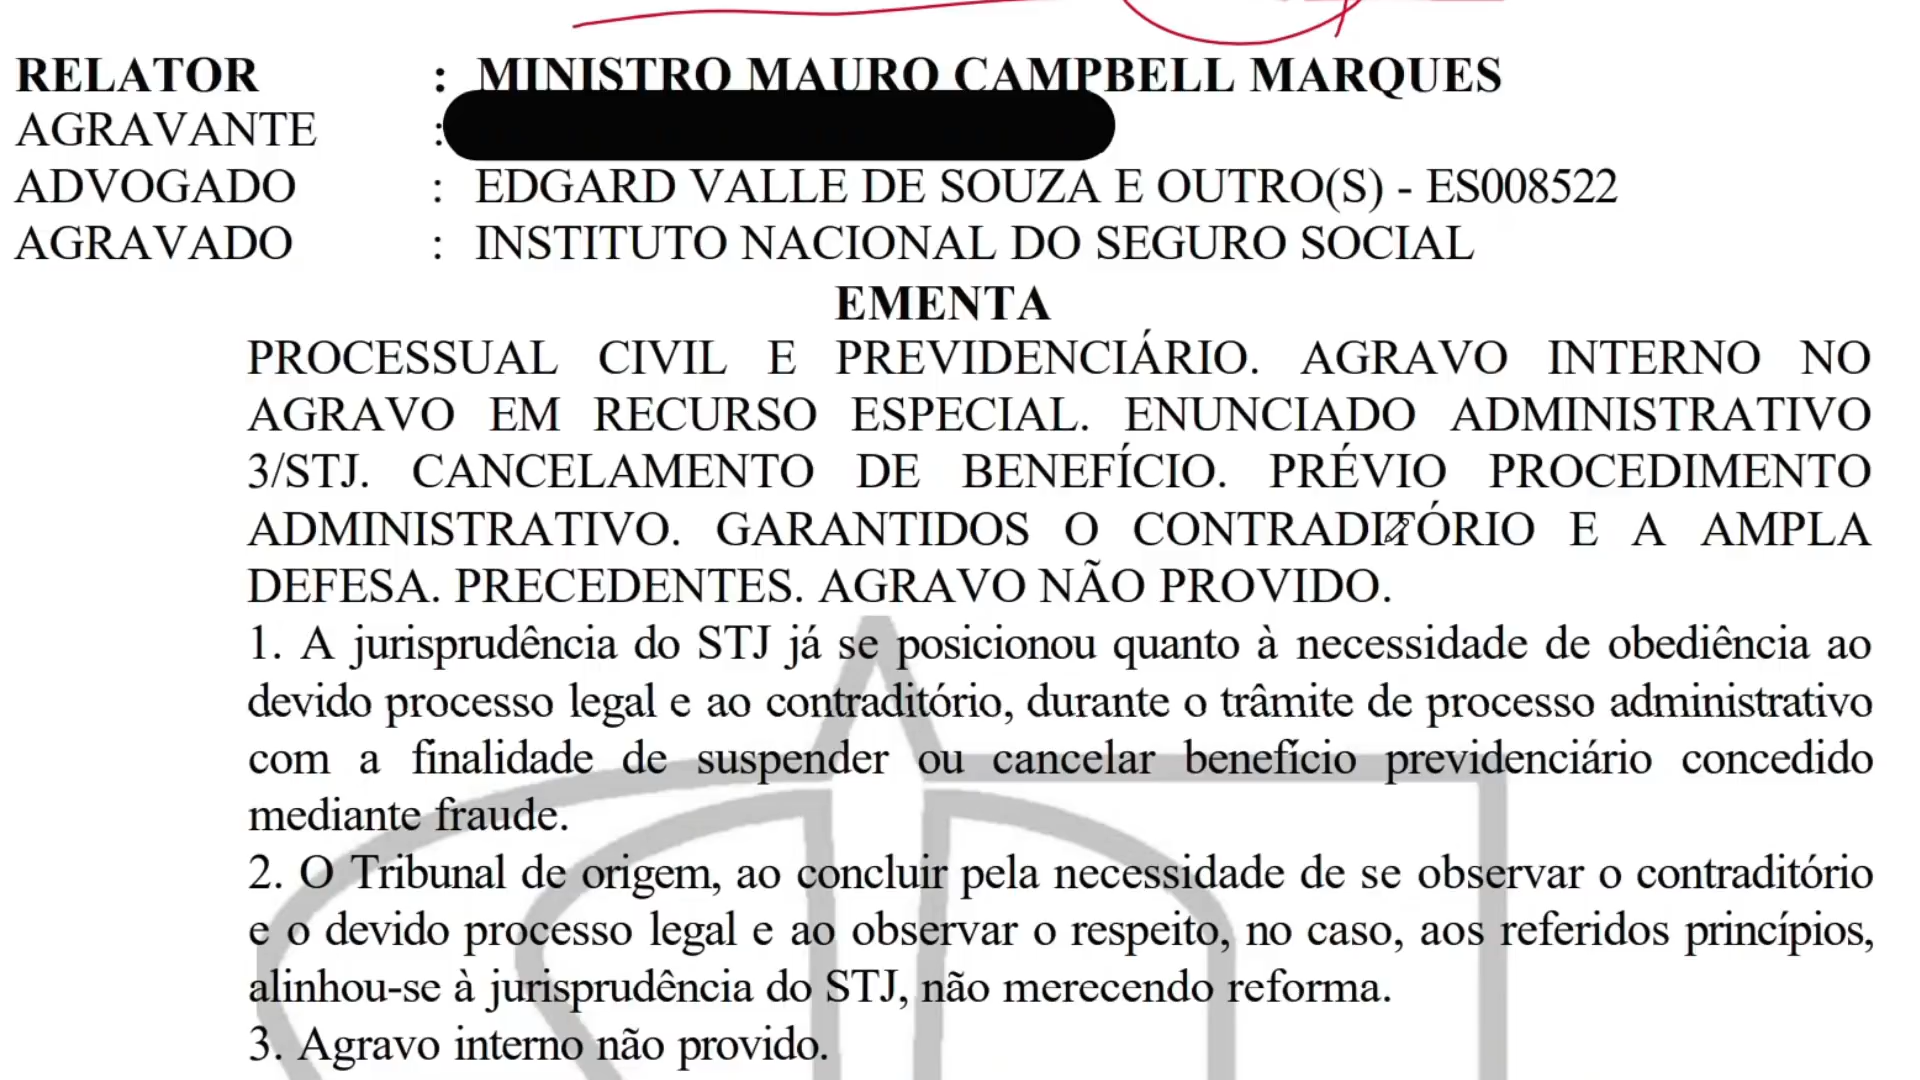 RELATOR : MINISTRO MAURO CAMPBELL MARQUES
AGRAVANTE :
ADVOGADO : EDGARD VALLE DE SOUZA E OUTRO(S) - ES008522
AGRAVADO : INSTITUTO NACIONAL DO SEGURO SOCIAL
EMENTA
PROCESSUAL CIVIL E PREVIDENCIÁRIO. AGRAVO INTERNO NO
AGRAVO EM RECURSO ESPECIAL. ENUNCIADO ADMINISTRATIVO
3/STJ. CANCELAMENTO DE BENEFÍCIO. PRÉVIO PROCEDIMENTO
ADMINISTRATIVO. GARANTIDOS O CONTRADITÓRIO E A AMPLA
DEFESA. PRECEDENTES. AGRAVO NÃO PROVIDO.
1. A jurisprudência do STJ já se posicionou quanto à necessidade de obediência ao
devido processo legal e ao contraditório, durante o trâmite de processo administrativo
com a finalidade de suspender ou cancelar benefício previdenciário concedido
mediante fraude.
2. O Tribunal de origem, ao concluir pela necessidade de se observar o contraditório
e o devido processo legal e ao observar o respeito, no caso, aos referidos princípios,
alinhou-se à jurisprudência do STJ, não merecendo reforma.
3. Agravo interno não provido.